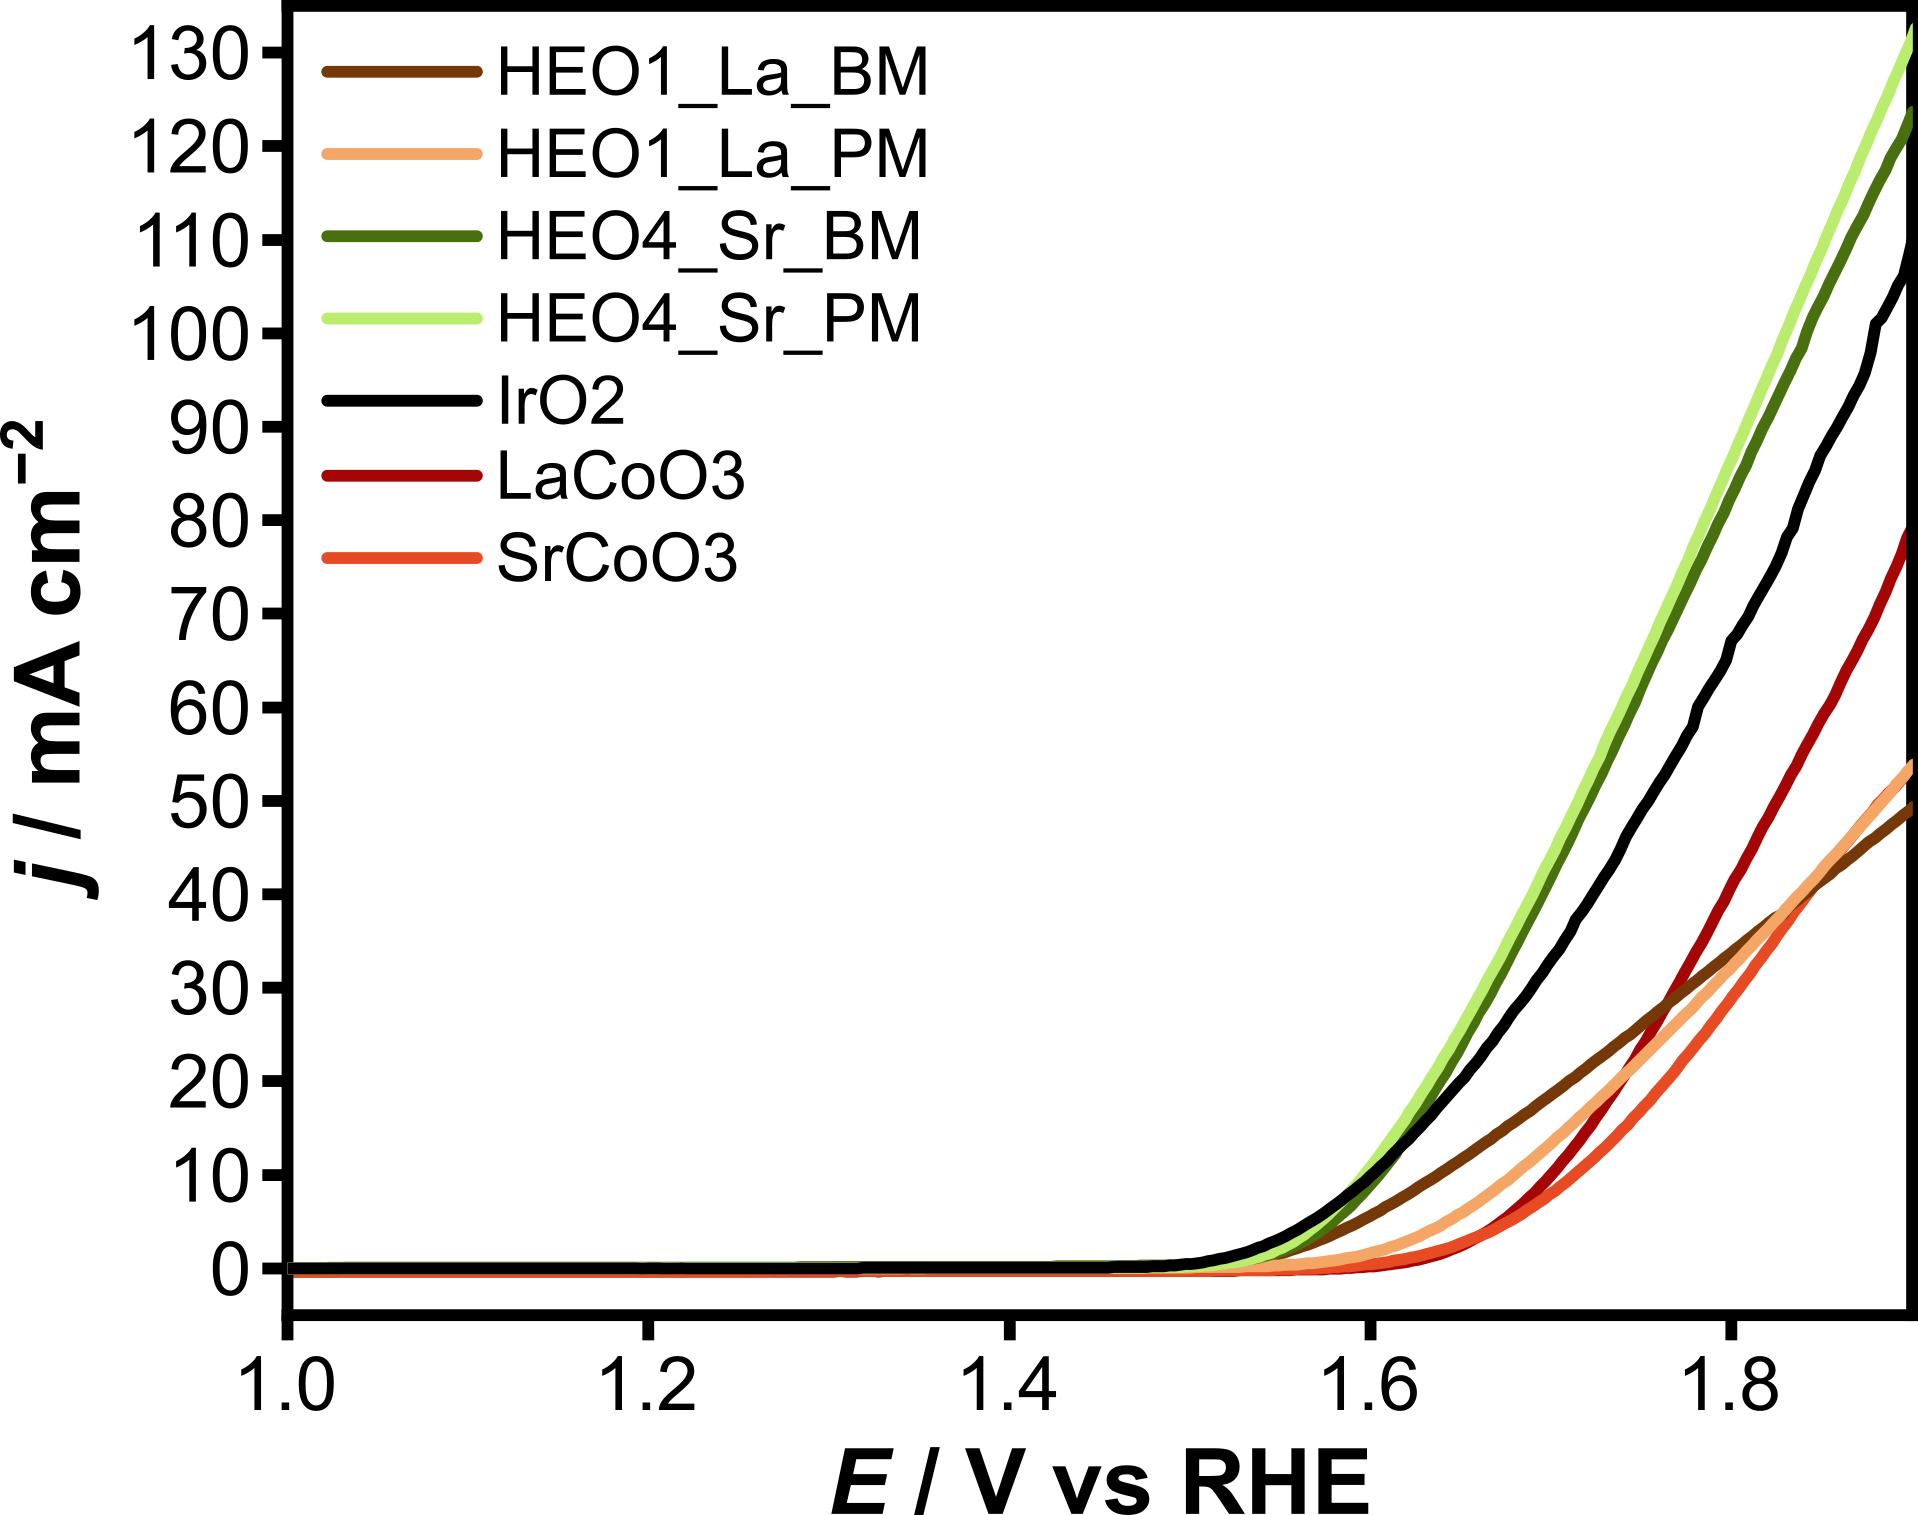 130
120
110
100
90
80
70
60
50
40
30
20
10
0
j / mA cm⁻²
HEO1_La_BM
HEO1_La_PM
HEO4_Sr_BM
HEO4_Sr_PM
IrO2
LaCoO3
SrCoO3
1.0 1.2 1.4 1.6 1.8
E / V vs RHE